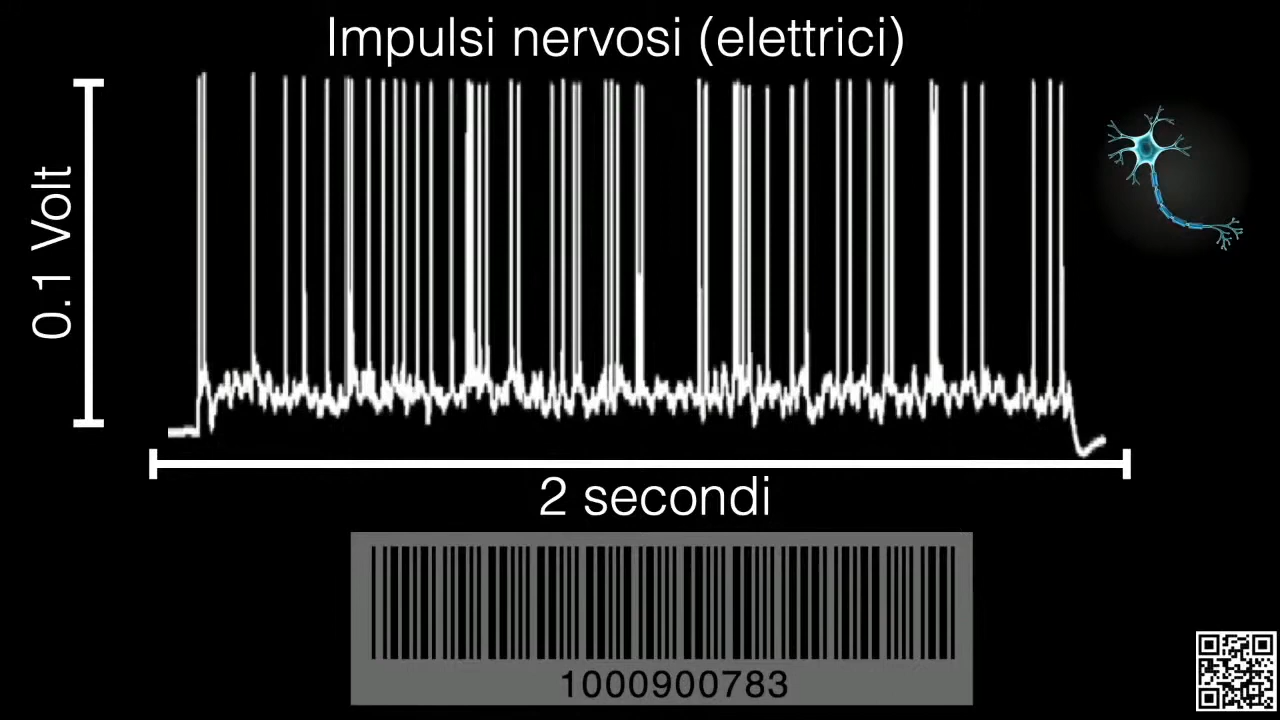 Impulsi nervosi (elettrici)
0.1 Volt
2 secondi
1000900783